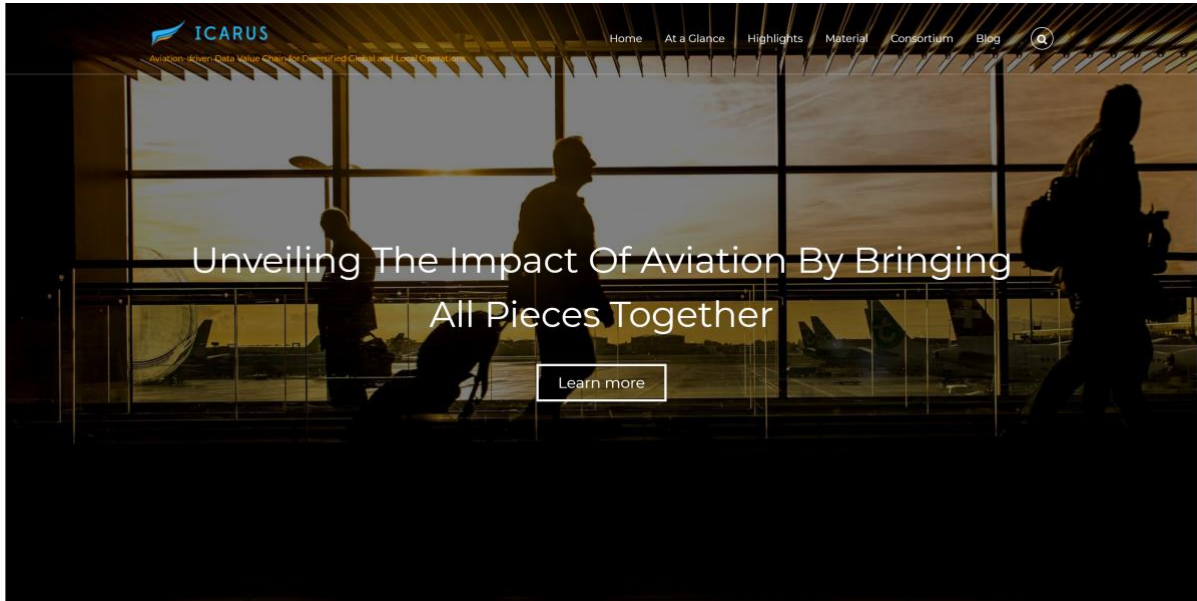 ICARUS
Aviation-driven Data Value Chain for Diversified Global and Local Operations
Home At a Glance Highlights Material Consortium Blog
Unveiling The Impact Of Aviation By Bringing
All Pieces Together
Learn more